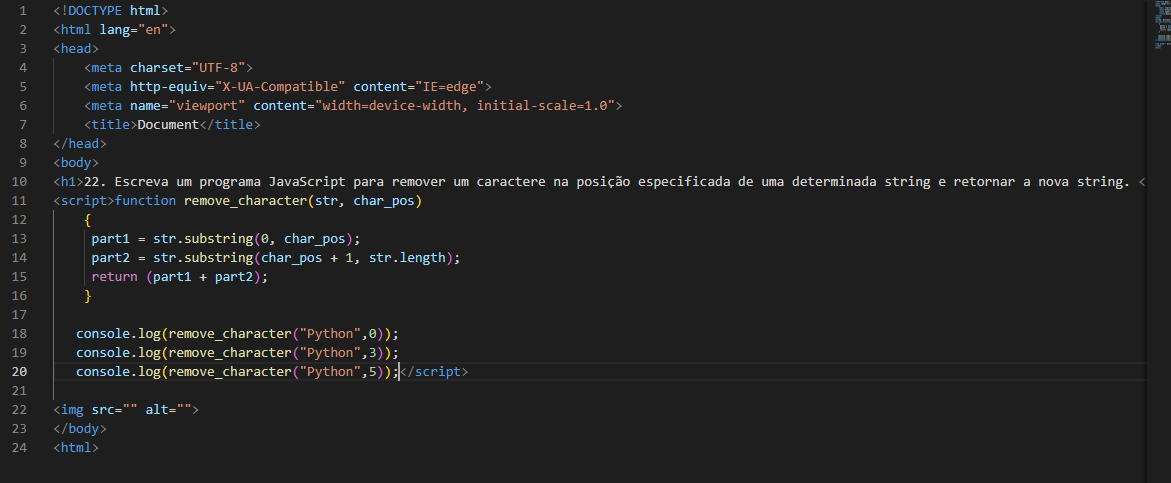 1 <!DOCTYPE html>
2 <html lang="en">
3 <head>
4 <meta charset="UTF-8">
5 <meta http-equiv="X-UA-Compatible" content="IE=edge">
6 <meta name="viewport" content="width=device-width, initial-scale=1.0">
7 <title>Document</title>
8 </head>
9 <body>
10 <h1>22. Escreva um programa JavaScript para remover um caractere na posição especificada de uma determinada string e retornar a nova string. <
11 <script>function remove_character(str, char_pos)
12 {
13 part1 = str.substring(0, char_pos);
14 part2 = str.substring(char_pos + 1, str.length);
15 return (part1 + part2);
16 }
17
18 console.log(remove_character("Python",0));
19 console.log(remove_character("Python",3));
20 console.log(remove_character("Python",5));</script>
21
22 <img src="" alt="">
23 </body>
24 <html>